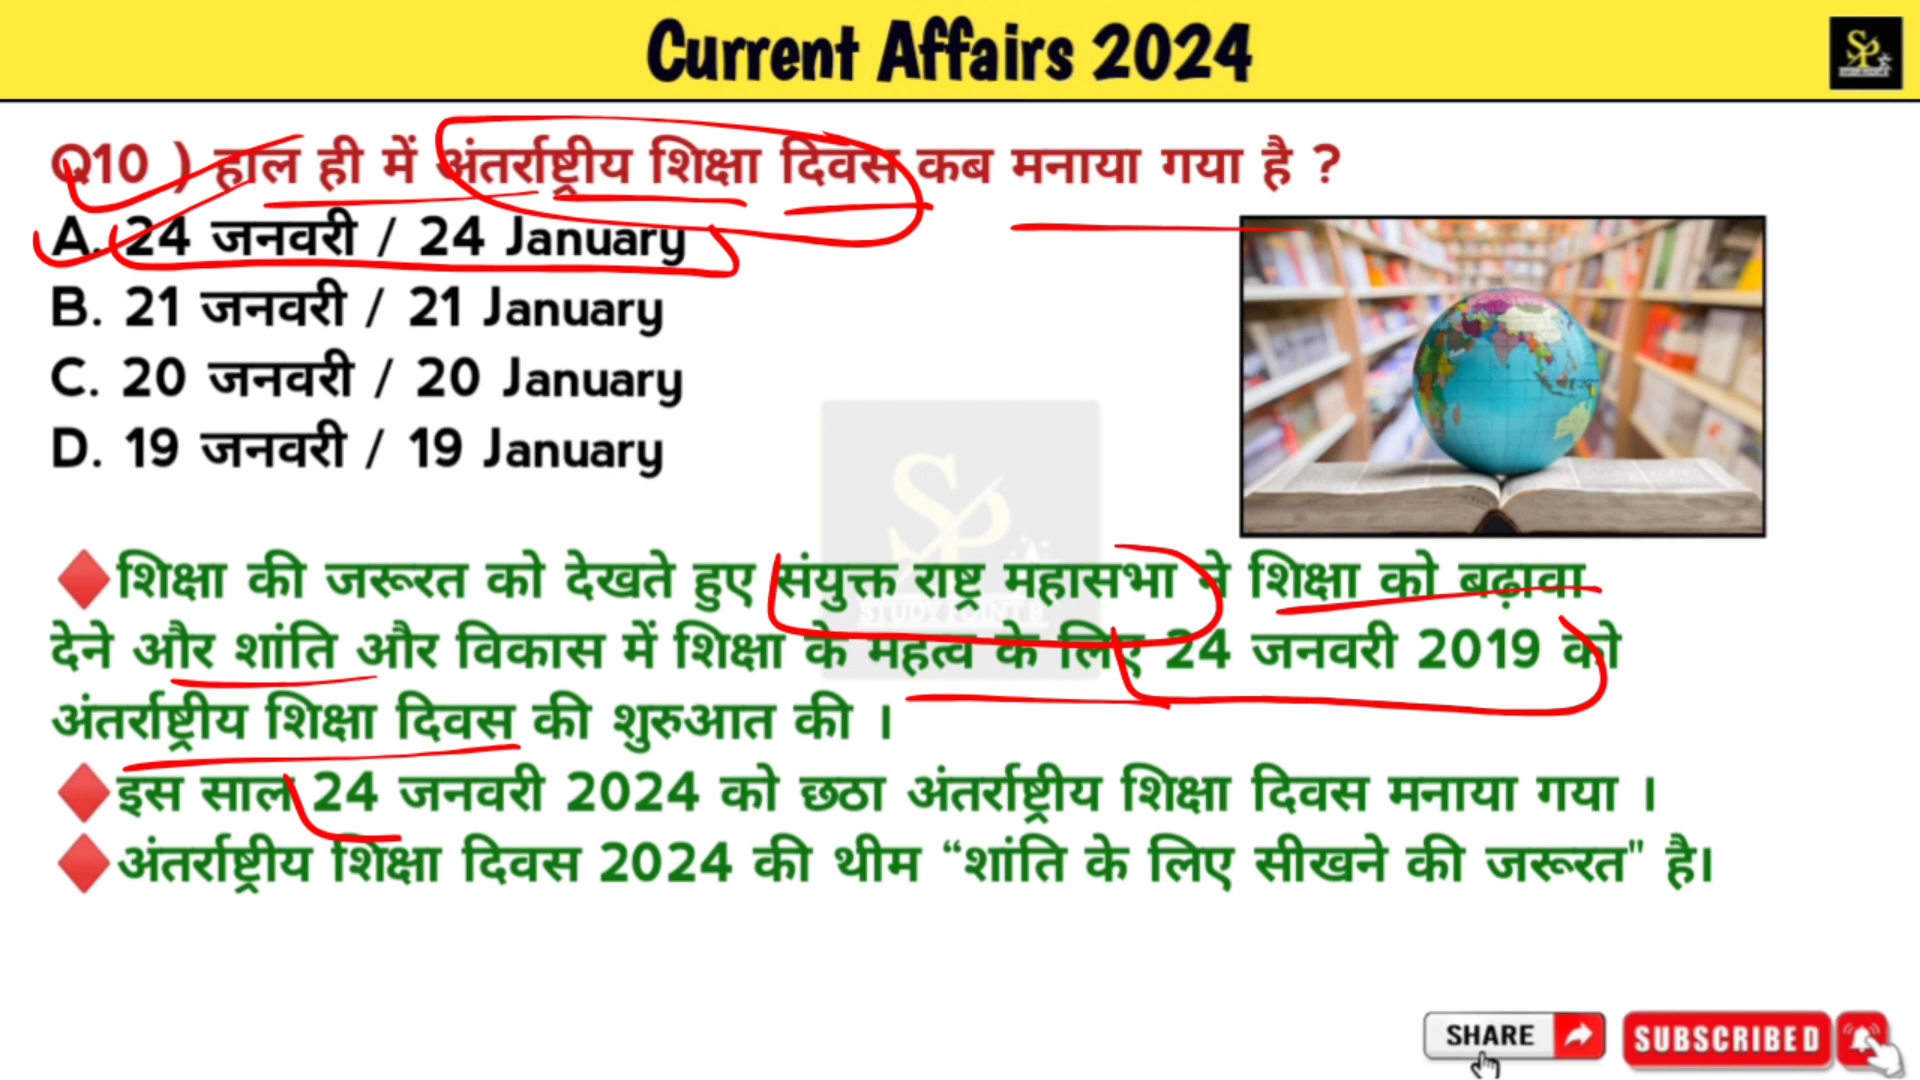 Current Affairs 2024
Q10 ) हाल ही में अंतर्राष्ट्रीय शिक्षा दिवस कब मनाया गया है ?
A. 24 जनवरी / 24 January
B. 21 जनवरी / 21 January
C. 20 जनवरी / 20 January
D. 19 जनवरी / 19 January
शिक्षा की जरूरत को देखते हुए संयुक्त राष्ट्र महासभा ने शिक्षा को बढ़ावा
देने और शांति और विकास में शिक्षा के महत्व के लिए 24 जनवरी 2019 को
अंतर्राष्ट्रीय शिक्षा दिवस की शुरुआत की ।
इस साल 24 जनवरी 2024 को छठा अंतर्राष्ट्रीय शिक्षा दिवस मनाया गया ।
अंतर्राष्ट्रीय शिक्षा दिवस 2024 की थीम “शांति के लिए सीखने की जरूरत" है।
SHARE
SUBSCRIBED